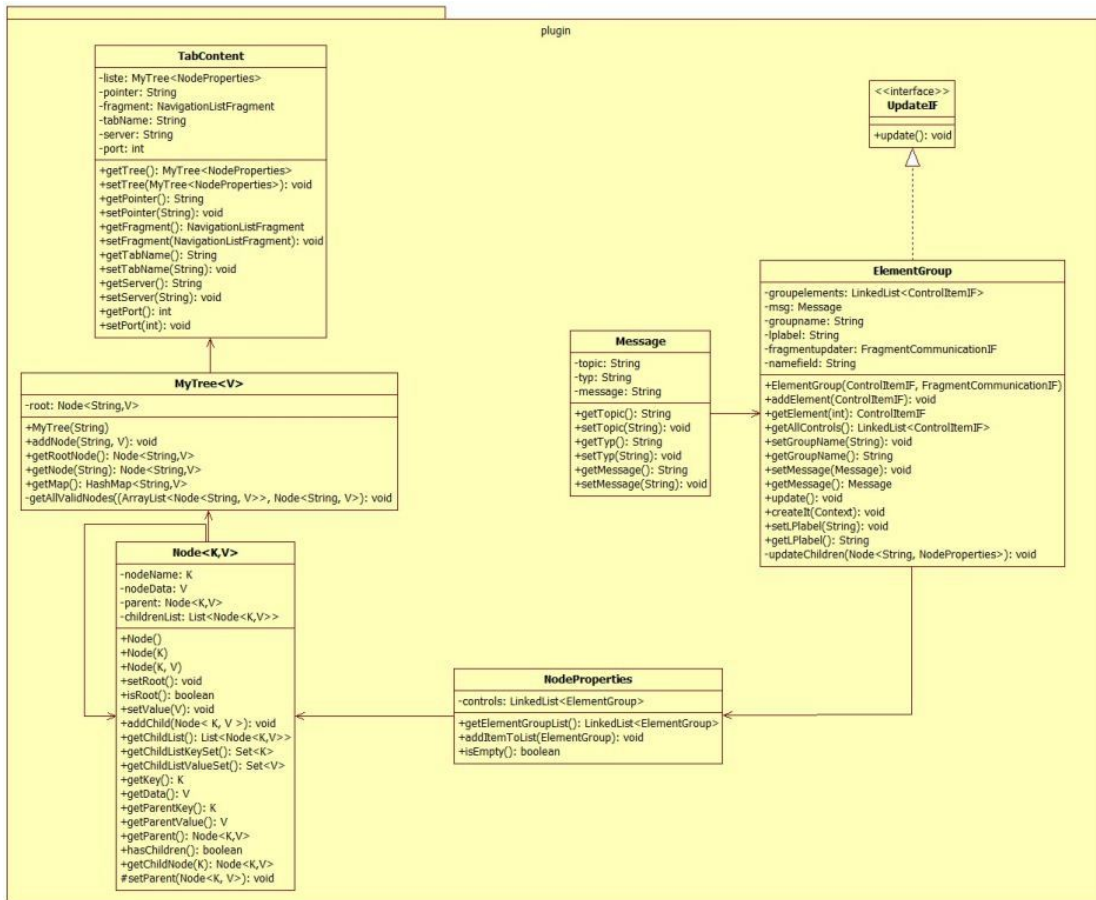 plugin
TabContent
-liste: MyTree<NodeProperties>
-pointer: String
-fragment: NavigationListFragment
-tabName: String
-server: String
-port: int
+getTree(): MyTree<NodeProperties>
+setTree(MyTree<NodeProperties>): void
+getPointer(): String
+setPointer(String): void
+getFragment(): NavigationListFragment
+setFragment(NavigationListFragment): void
+getTabName(): String
+setTabName(String): void
+getServer(): String
+setServer(String): void
+getPort(): int
+setPort(int): void
<<interface>>
UpdateIF
+update(): void
ElementGroup
-groupelements: LinkedList<ControlItemIF>
-msg: Message
-groupname: String
-lplabel: String
-fragmentupdater: FragmentCommunicationIF
-namefield: String
+ElementGroup(ControlItemIF, FragmentCommunicationIF)
+addElement(ControlItemIF): void
+getElement(int): ControlItemIF
+getAllControls(): LinkedList<ControlItemIF>
+setGroupName(String): void
+getGroupName(): String
+setMessage(Message): void
+getMessage(): Message
+update(): void
+createIt(Context): void
+setLPlabel(String): void
+getLPlabel(): String
-updateChildren(Node<String, NodeProperties>): void
Message
-topic: String
-typ: String
-message: String
+getTopic(): String
+setTopic(String): void
+getTyp(): String
+setTyp(String): void
+getMessage(): String
+setMessage(String): void
MyTree<V>
-root: Node<String,V>
+MyTree(String)
+addNode(String, V): void
+getRootNode(): Node<String,V>
+getNode(String): Node<String,V>
+getMap(): HashMap<String,V>
-getAllValidNodes((ArrayList<Node<String, V>>, Node<String, V>): void
Node<K,V>
-nodeName: K
-nodeData: V
-parent: Node<K,V>
-childrenList: List<Node<K,V>>
+Node()
+Node(K)
+Node(K, V)
+setRoot(): void
+isRoot(): boolean
+setValue(V): void
+addChild(Node< K, V >): void
+getChildList(): List<Node<K,V>>
+getChildListKeySet(): Set<K>
+getChildListValueSet(): Set<V>
+getKey(): K
+getData(): V
+getParentKey(): K
+getParentValue(): V
+getParent(): Node<K,V>
+hasChildren(): boolean
+getChildNode(K): Node<K,V>
#setParent(Node<K, V>): void
NodeProperties
-controls: LinkedList<ElementGroup>
+getElementGroupList(): LinkedList<ElementGroup>
+addItemToList(ElementGroup): void
+isEmpty(): boolean